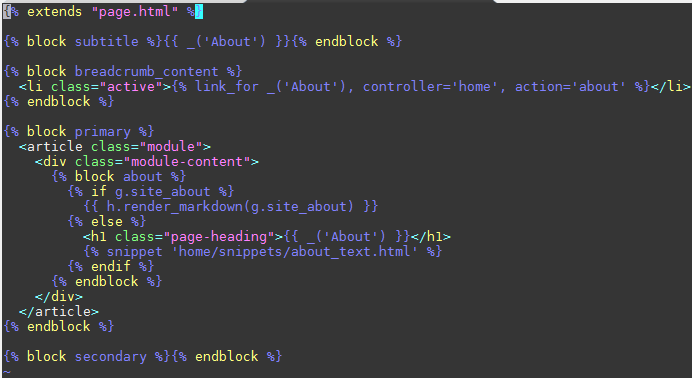 {% extends "page.html" %}
{% block subtitle %}{{ _('About') }}{% endblock %}
{% block breadcrumb_content %}
  <li class="active">{% link_for _('About'), controller='home', action='about' %}</li>
{% endblock %}
{% block primary %}
  <article class="module">
    <div class="module-content">
      {% block about %}
        {% if g.site_about %}
          {{ h.render_markdown(g.site_about) }}
        {% else %}
          <h1 class="page-heading">{{ _('About') }}</h1>
          {% snippet 'home/snippets/about_text.html' %}
        {% endif %}
      {% endblock %}
    </div>
  </article>
{% endblock %}
{% block secondary %}{% endblock %}
~